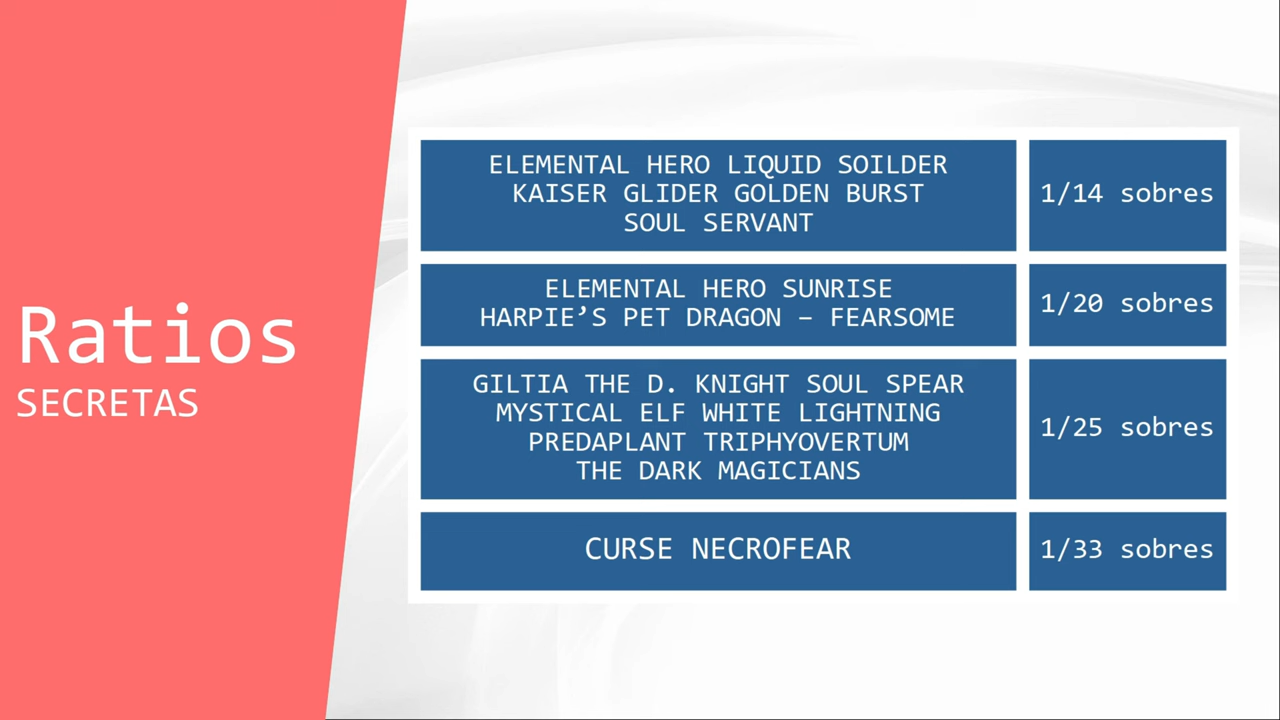 Ratios
SECRETAS
ELEMENTAL HERO LIQUID SOILDER
KAISER GLIDER GOLDEN BURST
SOUL SERVANT
1/14 sobres
ELEMENTAL HERO SUNRISE
HARPIE’S PET DRAGON – FEARSOME
1/20 sobres
GILTIA THE D. KNIGHT SOUL SPEAR
MYSTICAL ELF WHITE LIGHTNING
PREDAPLANT TRIPHYOVERTUM
THE DARK MAGICIANS
1/25 sobres
CURSE NECROFEAR
1/33 sobres